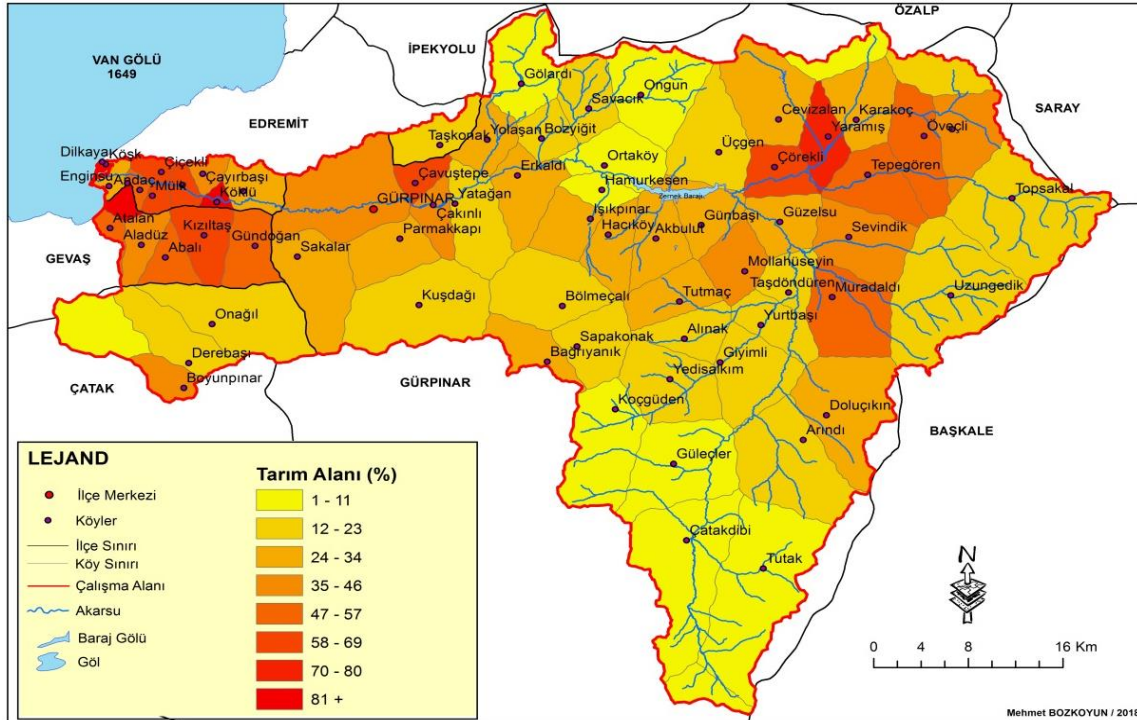 ÖZALP
İPEKYOLU
VAN GÖLÜ
1649
Gölardı
Ongun
SARAY
Savacık
Cevizalan
Karakoç
EDREMİT
Taşkonak
Yolaşan
Bozyiğit
Yaramış
Öveçli
Üçgen
Dilkaya
Köşk
Çiçekli
Çayırbaşı
Erkaldı
Ortaköy
Çörekli
Tepegören
Enginsu
Mülk
Köklü
Çavuştepe
Hamurkesen
Zernek Barajı
Topsakal
GÜRPINAR
Yatağan
Çakınlı
Atalan
Kızıltaş
Işıkpınar
Günbaşı
Güzelsu
Aladüz
Gündoğan
Parmakkapı
Hacıköy
Akbulut
Sevindik
Abalı
Sakalar
GEVAŞ
Mollahüseyin
Taşdöndüren
Muradaldı
Uzungedik
Kuşdağı
Bölmeçalı
Tutmaç
Onağıl
Yurtbaşı
Alınak
Sapakonak
Derebaşı
Bağrıyanık
Giyimli
Yedisalkım
ÇATAK
Boyunpınar
GÜRPINAR
Koçgüden
Doluçıkın
Arındı
BAŞKALE
Güleçler
Çatakdibi
Tutak
LEJAND
İlçe Merkezi
Köyler
İlçe Sınırı
Köy Sınırı
Çalışma Alanı
Akarsu
Baraj Gölü
Göl
Tarım Alanı (%)
1 - 11
12 - 23
24 - 34
35 - 46
47 - 57
58 - 69
70 - 80
81 +
N
0 4 8 16 Km
Mehmet BOZKOYUN / 2018